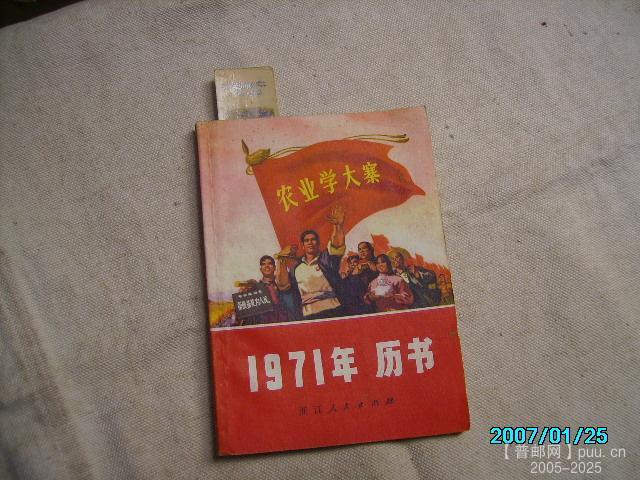 农业学大寨
1971年 历书
浙江人民出版社
2007/01/25
【普邮网】puu.cn
2005-2025